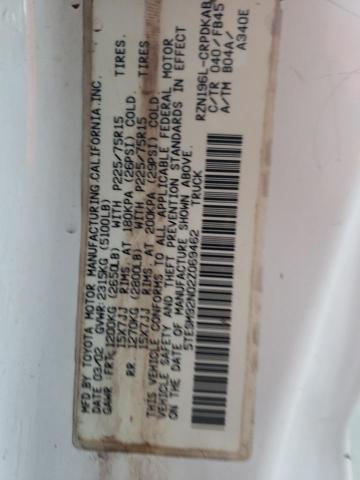 MFD BY TOYOTA MOTOR MANUFACTURING CALIFORNIA. INC.
DATE 03/02 GVWR: 2315KG (5100LB)
GAWR : FRT. 1200KG (2650LB) WITH P225/75R15 TIRES.
15X7JJ RIMS. AT 180KPA (26PSI) COLD.
RR 1270KG (2800LB) WITH P225/75R15 TIRES.
15X7JJ RIMS. AT 200KPA (29PSI) COLD.
THIS VEHICLE CONFORMS TO ALL APPLICABLE FEDERAL MOTOR
VEHICLE SAFETY AND THEFT PREVENTION STANDARDS IN EFFECT
ON THE DATE OF MANUFACTURE SHOWN ABOVE.
5TESM92N02Z069462 TRUCK
RZN196L-CRPDKAB
C/TR 040/FB45
A/TM B04A/
A340E
M